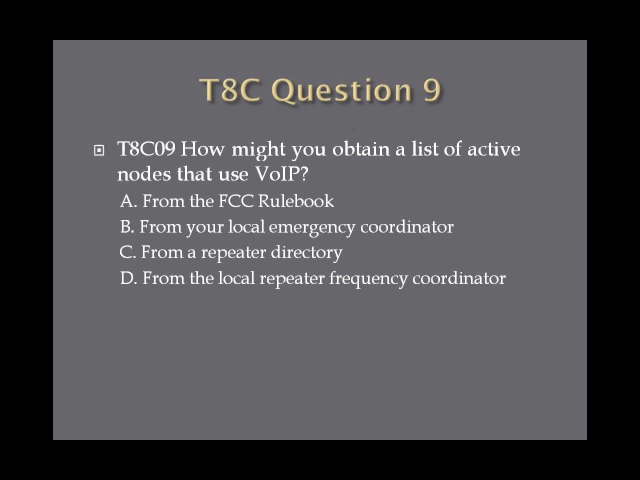 T8C Question 9
T8C09 How might you obtain a list of active
nodes that use VoIP?
A. From the FCC Rulebook
B. From your local emergency coordinator
C. From a repeater directory
D. From the local repeater frequency coordinator